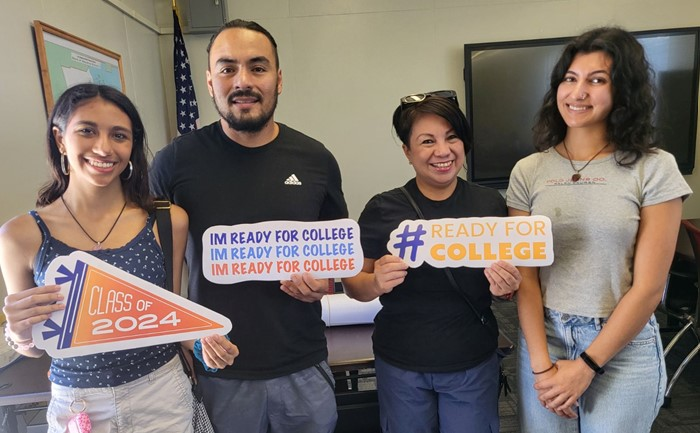 CLASS OF
2024
IM READY FOR COLLEGE
IM READY FOR COLLEGE
IM READY FOR COLLEGE
#READY FOR
COLLEGE
adidas